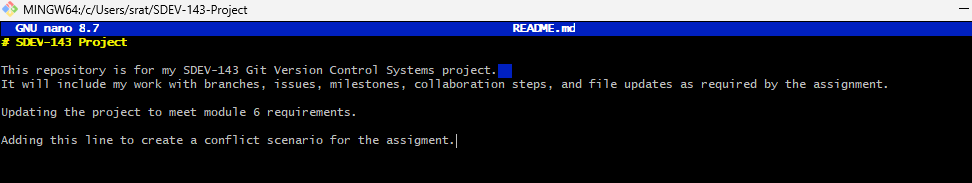 MINGW64:/c/Users/srat/SDEV-143-Project
GNU nano 8.7 README.md
# SDEV-143 Project
This repository is for my SDEV-143 Git Version Control Systems project.
It will include my work with branches, issues, milestones, collaboration steps, and file updates as required by the assignment.
Updating the project to meet module 6 requirements.
Adding this line to create a conflict scenario for the assigment.